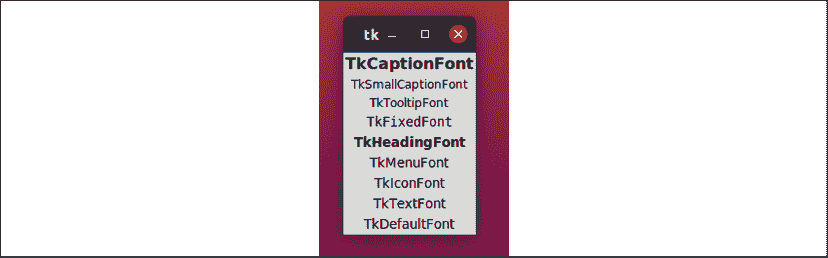 tk
TkCaptionFont
TkSmallCaptionFont
TkTooltipFont
TkFixedFont
TkHeadingFont
TkMenuFont
TkIconFont
TkTextFont
TkDefaultFont